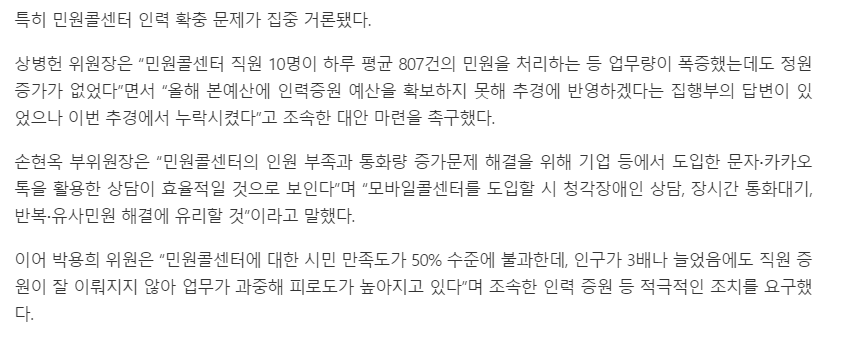 특히 민원콜센터 인력 확충 문제가 집중 거론됐다.
상병헌 위원장은 “민원콜센터 직원 10명이 하루 평균 807건의 민원을 처리하는 등 업무량이 폭증했는데도 정원
증가가 없었다”면서 “올해 본예산에 인력증원 예산을 확보하지 못해 추경에 반영하겠다는 집행부의 답변이 있
었으나 이번 추경에서 누락시켰다”고 조속한 대안 마련을 촉구했다.
손현옥 부위원장은 “민원콜센터의 인원 부족과 통화량 증가문제 해결을 위해 기업 등에서 도입한 문자·카카오
톡을 활용한 상담이 효율적일 것으로 보인다”며 “모바일콜센터를 도입할 시 청각장애인 상담, 장시간 통화대기,
반복·유사민원 해결에 유리할 것”이라고 말했다.
이어 박용희 위원은 “민원콜센터에 대한 시민 만족도가 50% 수준에 불과한데, 인구가 3배나 늘었음에도 직원 증
원이 잘 이뤄지지 않아 업무가 과중해 피로도가 높아지고 있다”며 조속한 인력 증원 등 적극적인 조치를 요구했
다.